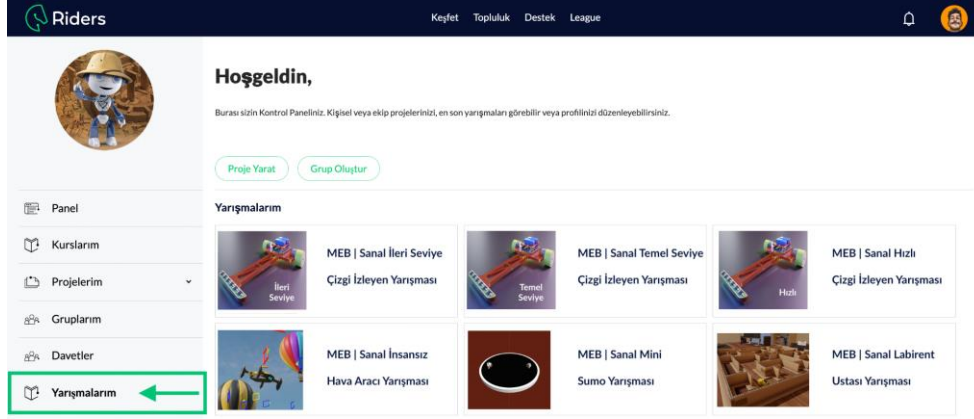 Riders
Keşfet Topluluk Destek League
Hoşgeldin,
Burası sizin Kontrol Paneliniz. Kişisel veya ekip projelerinizi, en son yarışmaları görebilir veya profilinizi düzenleyebilirsiniz.
Proje Yarat Grup Oluştur
Panel
Kurslarım
Projelerim
Gruplarım
Davetler
Yarışmalarım
Yarışmalarım
İleri
Seviye
MEB | Sanal İleri Seviye
Çizgi İzleyen Yarışması
Temel
Seviye
MEB | Sanal Temel Seviye
Çizgi İzleyen Yarışması
Hızlı
MEB | Sanal Hızlı
Çizgi İzleyen Yarışması
MEB | Sanal İnsansız
Hava Aracı Yarışması
MEB | Sanal Mini
Sumo Yarışması
MEB | Sanal Labirent
Ustası Yarışması